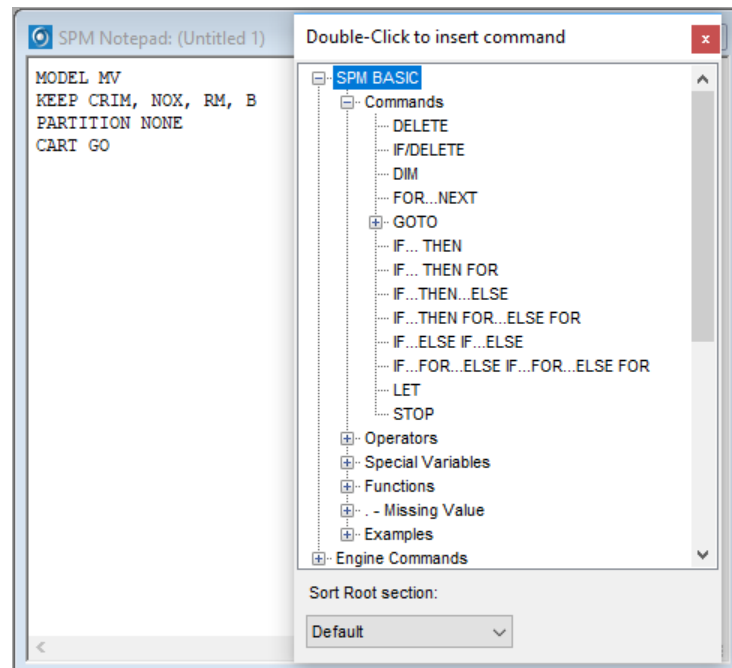 SPM Notepad: (Untitled 1)
MODEL MV
KEEP CRIM, NOX, RM, B
PARTITION NONE
CART GO
Double-Click to insert command
x
SPM BASIC
Commands
DELETE
IF/DELETE
DIM
FOR...NEXT
GOTO
IF... THEN
IF... THEN FOR
IF...THEN...ELSE
IF...THEN FOR...ELSE FOR
IF...ELSE IF...ELSE
IF...FOR...ELSE IF...FOR...ELSE FOR
LET
STOP
Operators
Special Variables
Functions
. - Missing Value
Examples
Engine Commands
Sort Root section:
Default